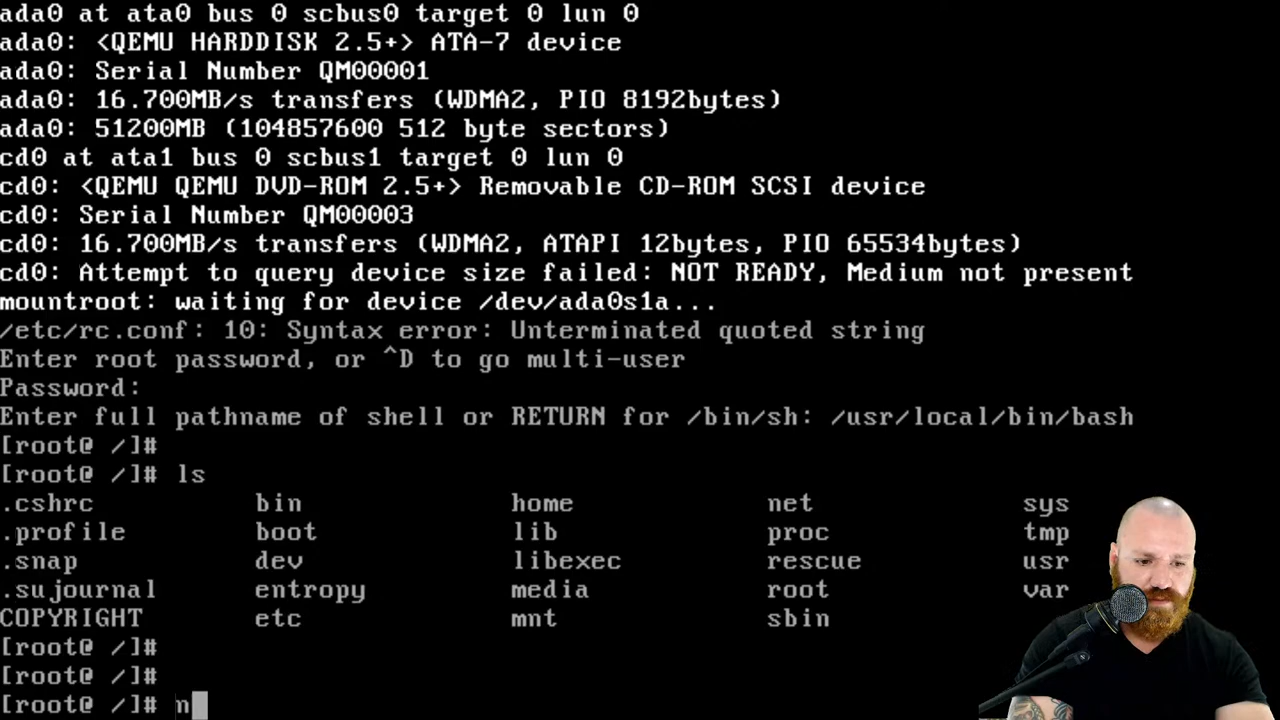 ada0 at ata0 bus 0 scbus0 target 0 lun 0
ada0: <QEMU HARDDISK 2.5+> ATA-7 device
ada0: Serial Number QM00001
ada0: 16.700MB/s transfers (WDMA2, PIO 8192bytes)
ada0: 51200MB (104857600 512 byte sectors)
cd0 at ata1 bus 0 scbus1 target 0 lun 0
cd0: <QEMU QEMU DVD-ROM 2.5+> Removable CD-ROM SCSI device
cd0: Serial Number QM00003
cd0: 16.700MB/s transfers (WDMA2, ATAPI 12bytes, PIO 65534bytes)
cd0: Attempt to query device size failed: NOT READY, Medium not present
mountroot: waiting for device /dev/ada0s1a...
/etc/rc.conf: 10: Syntax error: Unterminated quoted string
Enter root password, or ^D to go multi-user
Password:
Enter full pathname of shell or RETURN for /bin/sh: /usr/local/bin/bash
[root@ /]#
[root@ /]# ls
.cshrc bin home net sys
.profile boot lib proc tmp
.snap dev libexec rescue usr
.sujournal entropy media root var
COPYRIGHT etc mnt sbin
[root@ /]#
[root@ /]#
[root@ /]# n